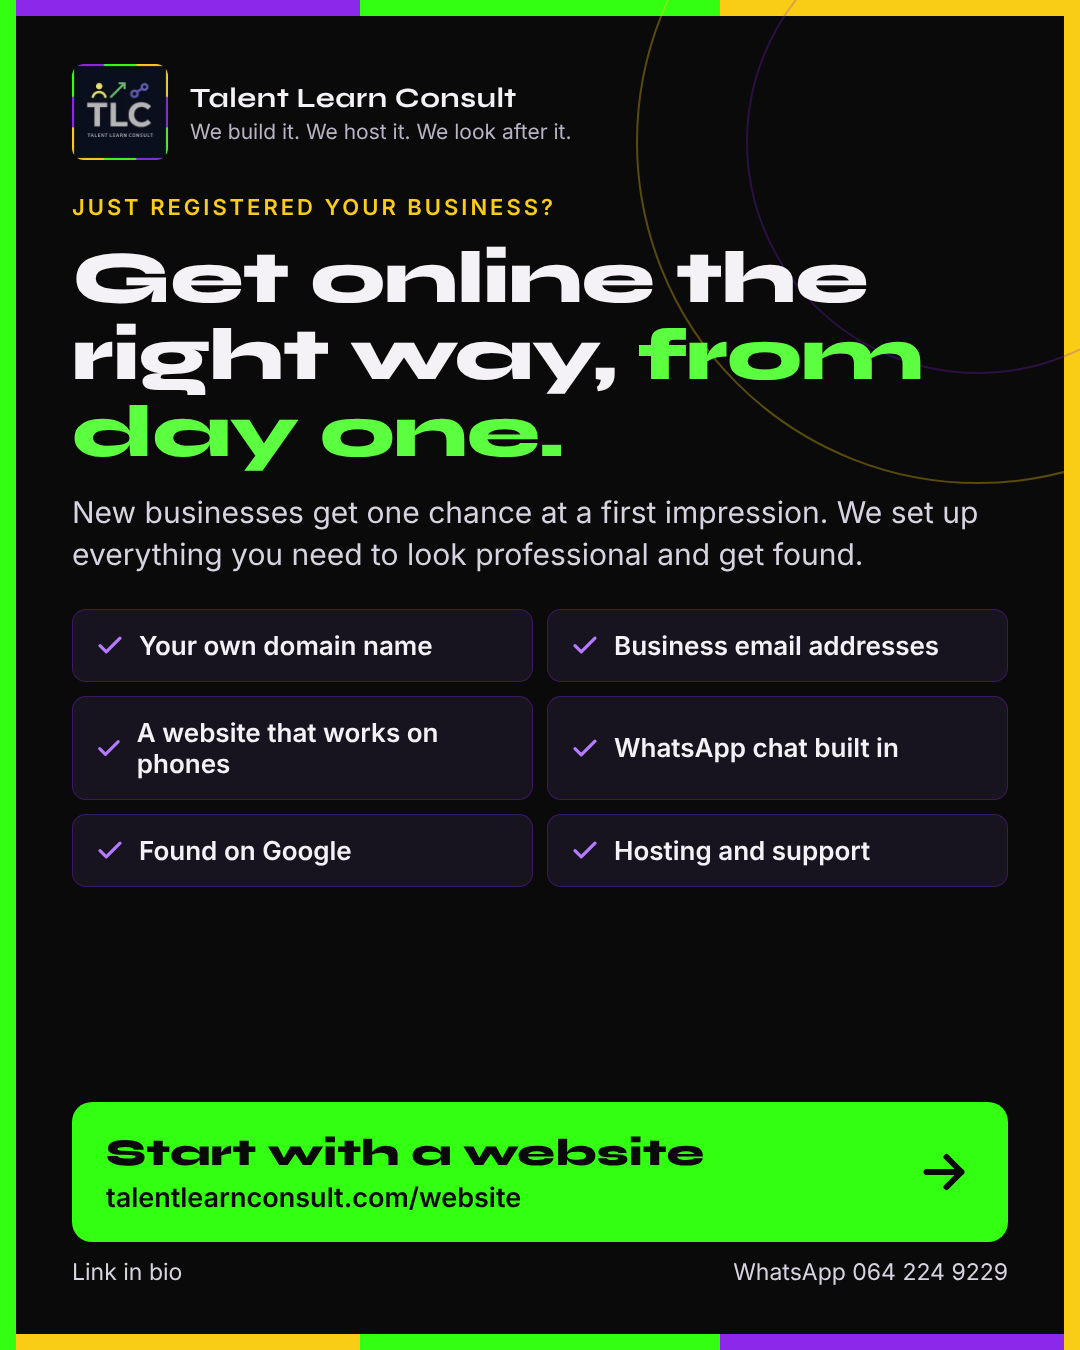 TLC
TALENT LEARN CONSULT
Talent Learn Consult
We build it. We host it. We look after it.
JUST REGISTERED YOUR BUSINESS?
Get online the
right way, from
day one.
New businesses get one chance at a first impression. We set up
everything you need to look professional and get found.
Your own domain name
Business email addresses
A website that works on
phones
WhatsApp chat built in
Found on Google
Hosting and support
Start with a website
talentlearnconsult.com/website
Link in bio
WhatsApp 064 224 9229